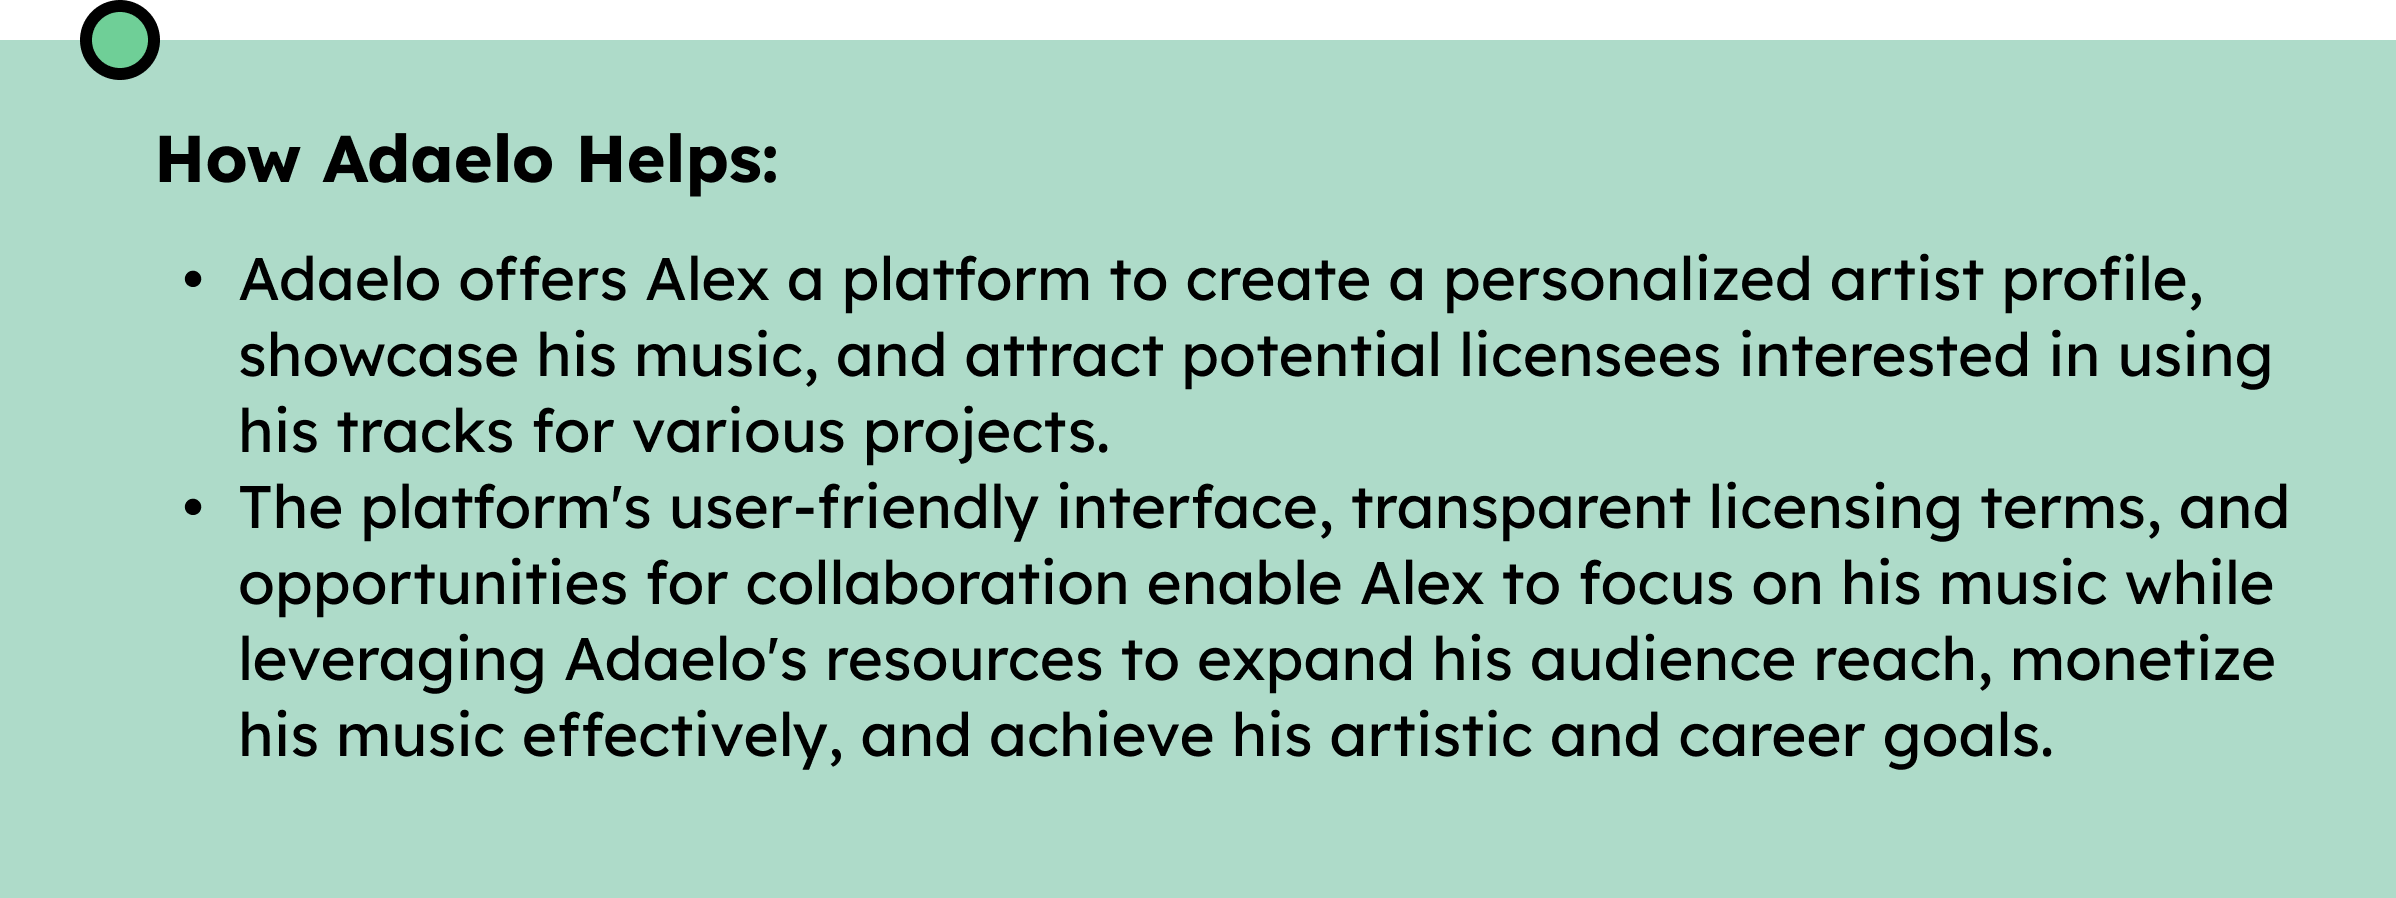 How Adaelo Helps:
• Adaelo offers Alex a platform to create a personalized artist profile,
showcase his music, and attract potential licensees interested in using
his tracks for various projects.
• The platform's user-friendly interface, transparent licensing terms, and
opportunities for collaboration enable Alex to focus on his music while
leveraging Adaelo's resources to expand his audience reach, monetize
his music effectively, and achieve his artistic and career goals.